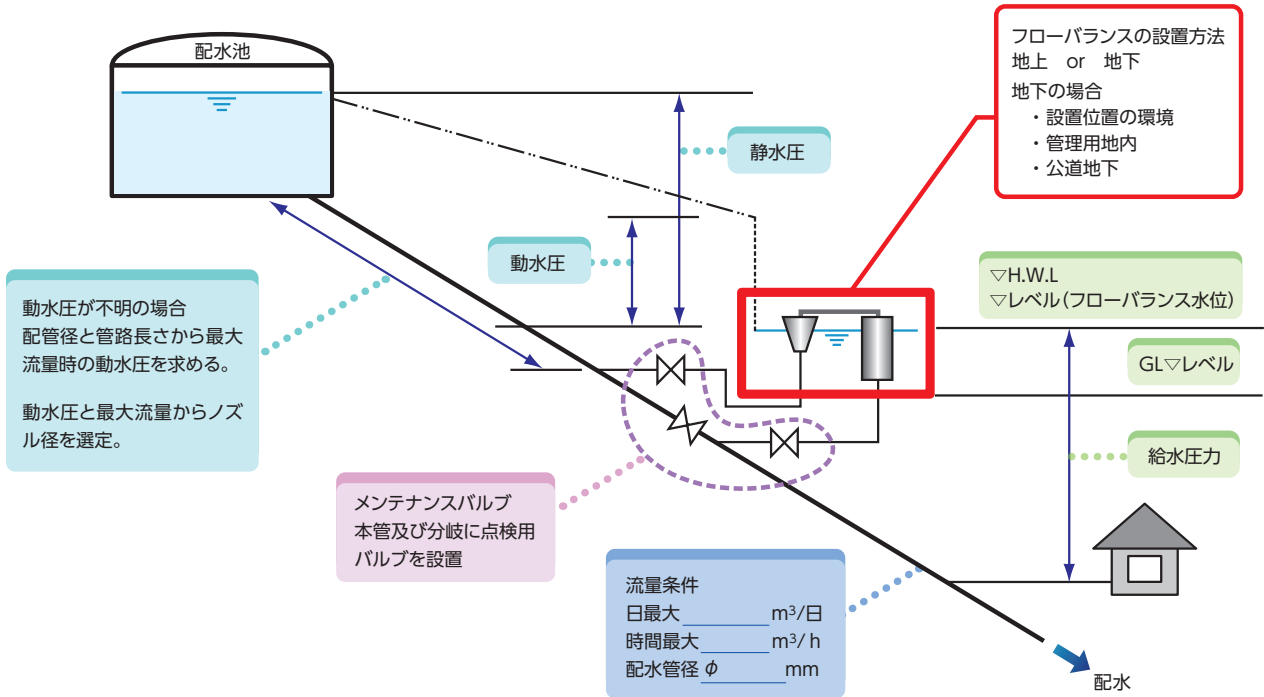 配水池
フローバランスの設置方法
地上 or 地下
地下の場合
・設置位置の環境
・管理用地内
・公道地下
静水圧
動水圧
動水圧が不明の場合
配管径と管路長さから最大
流量時の動水圧を求める。
動水圧と最大流量からノズ
ル径を選定。
▽H.W.L
▽レベル(フローバランス水位)
GL▽レベル
給水圧力
メンテナンスバルブ
本管及び分岐に点検用
バルブを設置
流量条件
日最大 ______ m³/日
時間最大 ______ m³/h
配水管径 φ ______ mm
配水